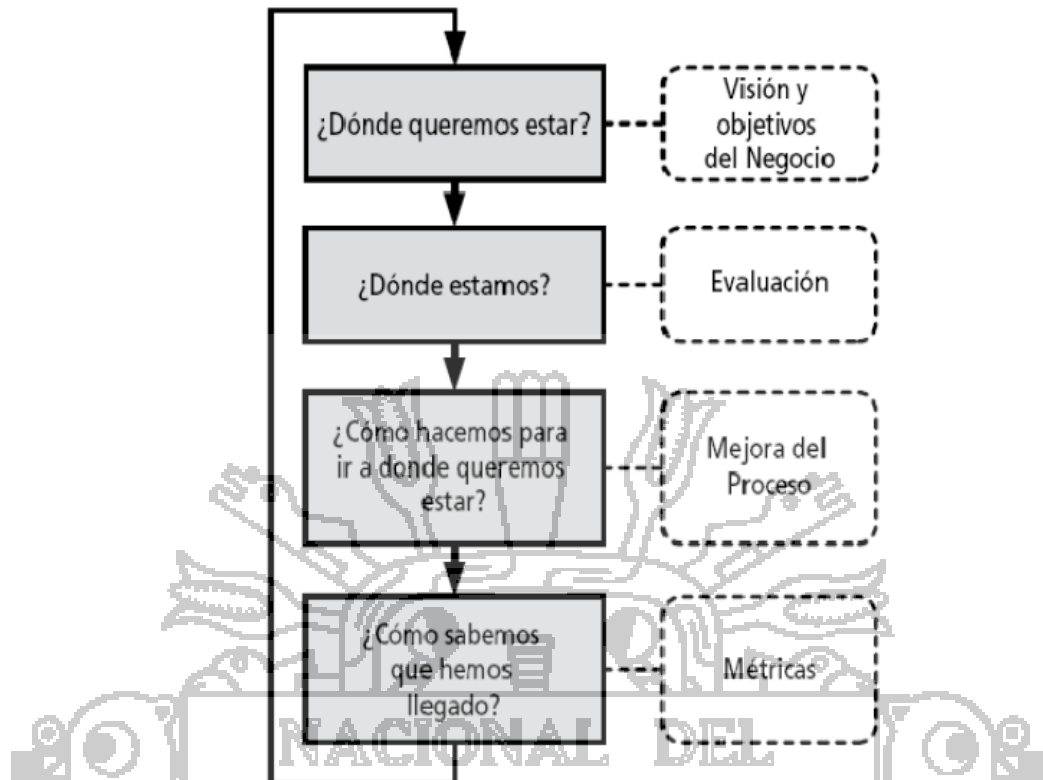 ¿Dónde queremos estar?
Visión y
objetivos
del Negocio
¿Dónde estamos?
Evaluación
¿Cómo hacemos para
ir a donde queremos
estar?
Mejora del
Proceso
¿Cómo sabemos
que hemos
llegado?
Métricas
NACIONAL DEL